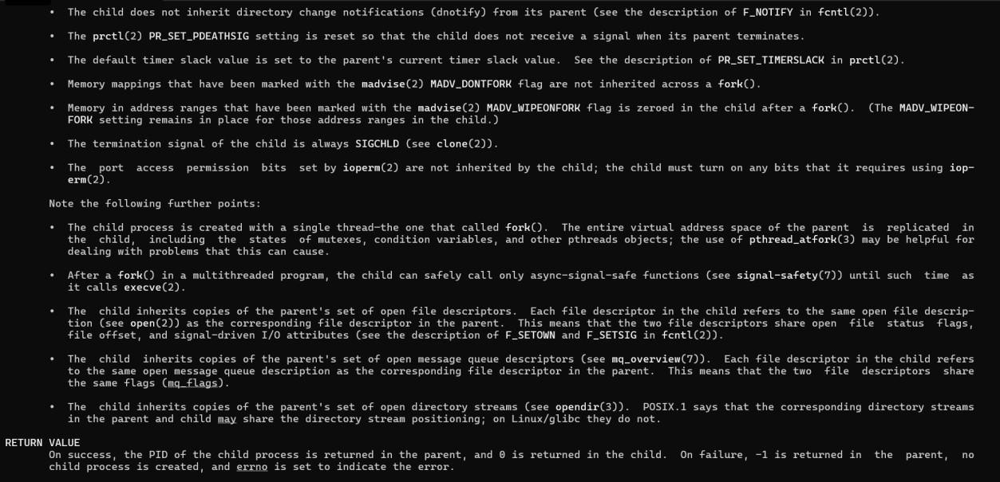 • The child does not inherit directory change notifications (dnotify) from its parent (see the description of F_NOTIFY in fcntl(2)).
• The prctl(2) PR_SET_PDEATHSIG setting is reset so that the child does not receive a signal when its parent terminates.
• The default timer slack value is set to the parent's current timer slack value.  See the description of PR_SET_TIMERSLACK in prctl(2).
• Memory mappings that have been marked with the madvise(2) MADV_DONTFORK flag are not inherited across a fork().
• Memory in address ranges that have been marked with the madvise(2) MADV_WIPEONFORK flag is zeroed in the child after a fork().  (The MADV_WIPEON‐
FORK setting remains in place for those address ranges in the child.)
• The termination signal of the child is always SIGCHLD (see clone(2)).
• The  port  access  permission  bits  set by ioperm(2) are not inherited by the child; the child must turn on any bits that it requires using iop‐
erm(2).
Note the following further points:
• The child process is created with a single thread—the one that called fork().  The entire virtual address space of the parent  is  replicated  in
the  child,  including  the  states  of mutexes, condition variables, and other pthreads objects; the use of pthread_atfork(3) may be helpful for
dealing with problems that this can cause.
• After a fork() in a multithreaded program, the child can safely call only async-signal-safe functions (see signal-safety(7)) until such  time  as
it calls execve(2).
• The  child inherits copies of the parent's set of open file descriptors.  Each file descriptor in the child refers to the same open file descrip‐
tion (see open(2)) as the corresponding file descriptor in the parent.  This means that the two file descriptors share open  file  status  flags,
file offset, and signal-driven I/O attributes (see the description of F_SETOWN and F_SETSIG in fcntl(2)).
• The  child  inherits copies of the parent's set of open message queue descriptors (see mq_overview(7)).  Each file descriptor in the child refers
to the same open message queue description as the corresponding file descriptor in the parent.  This means that the two  file  descriptors  share
the same flags (mq_flags).
• The  child inherits copies of the parent's set of open directory streams (see opendir(3)).  POSIX.1 says that the corresponding directory streams
in the parent and child may share the directory stream positioning; on Linux/glibc they do not.
RETURN VALUE
On success, the PID of the child process is returned in the parent, and 0 is returned in the child.  On failure, -1 is returned in  the  parent,  no
child process is created, and errno is set to indicate the error.